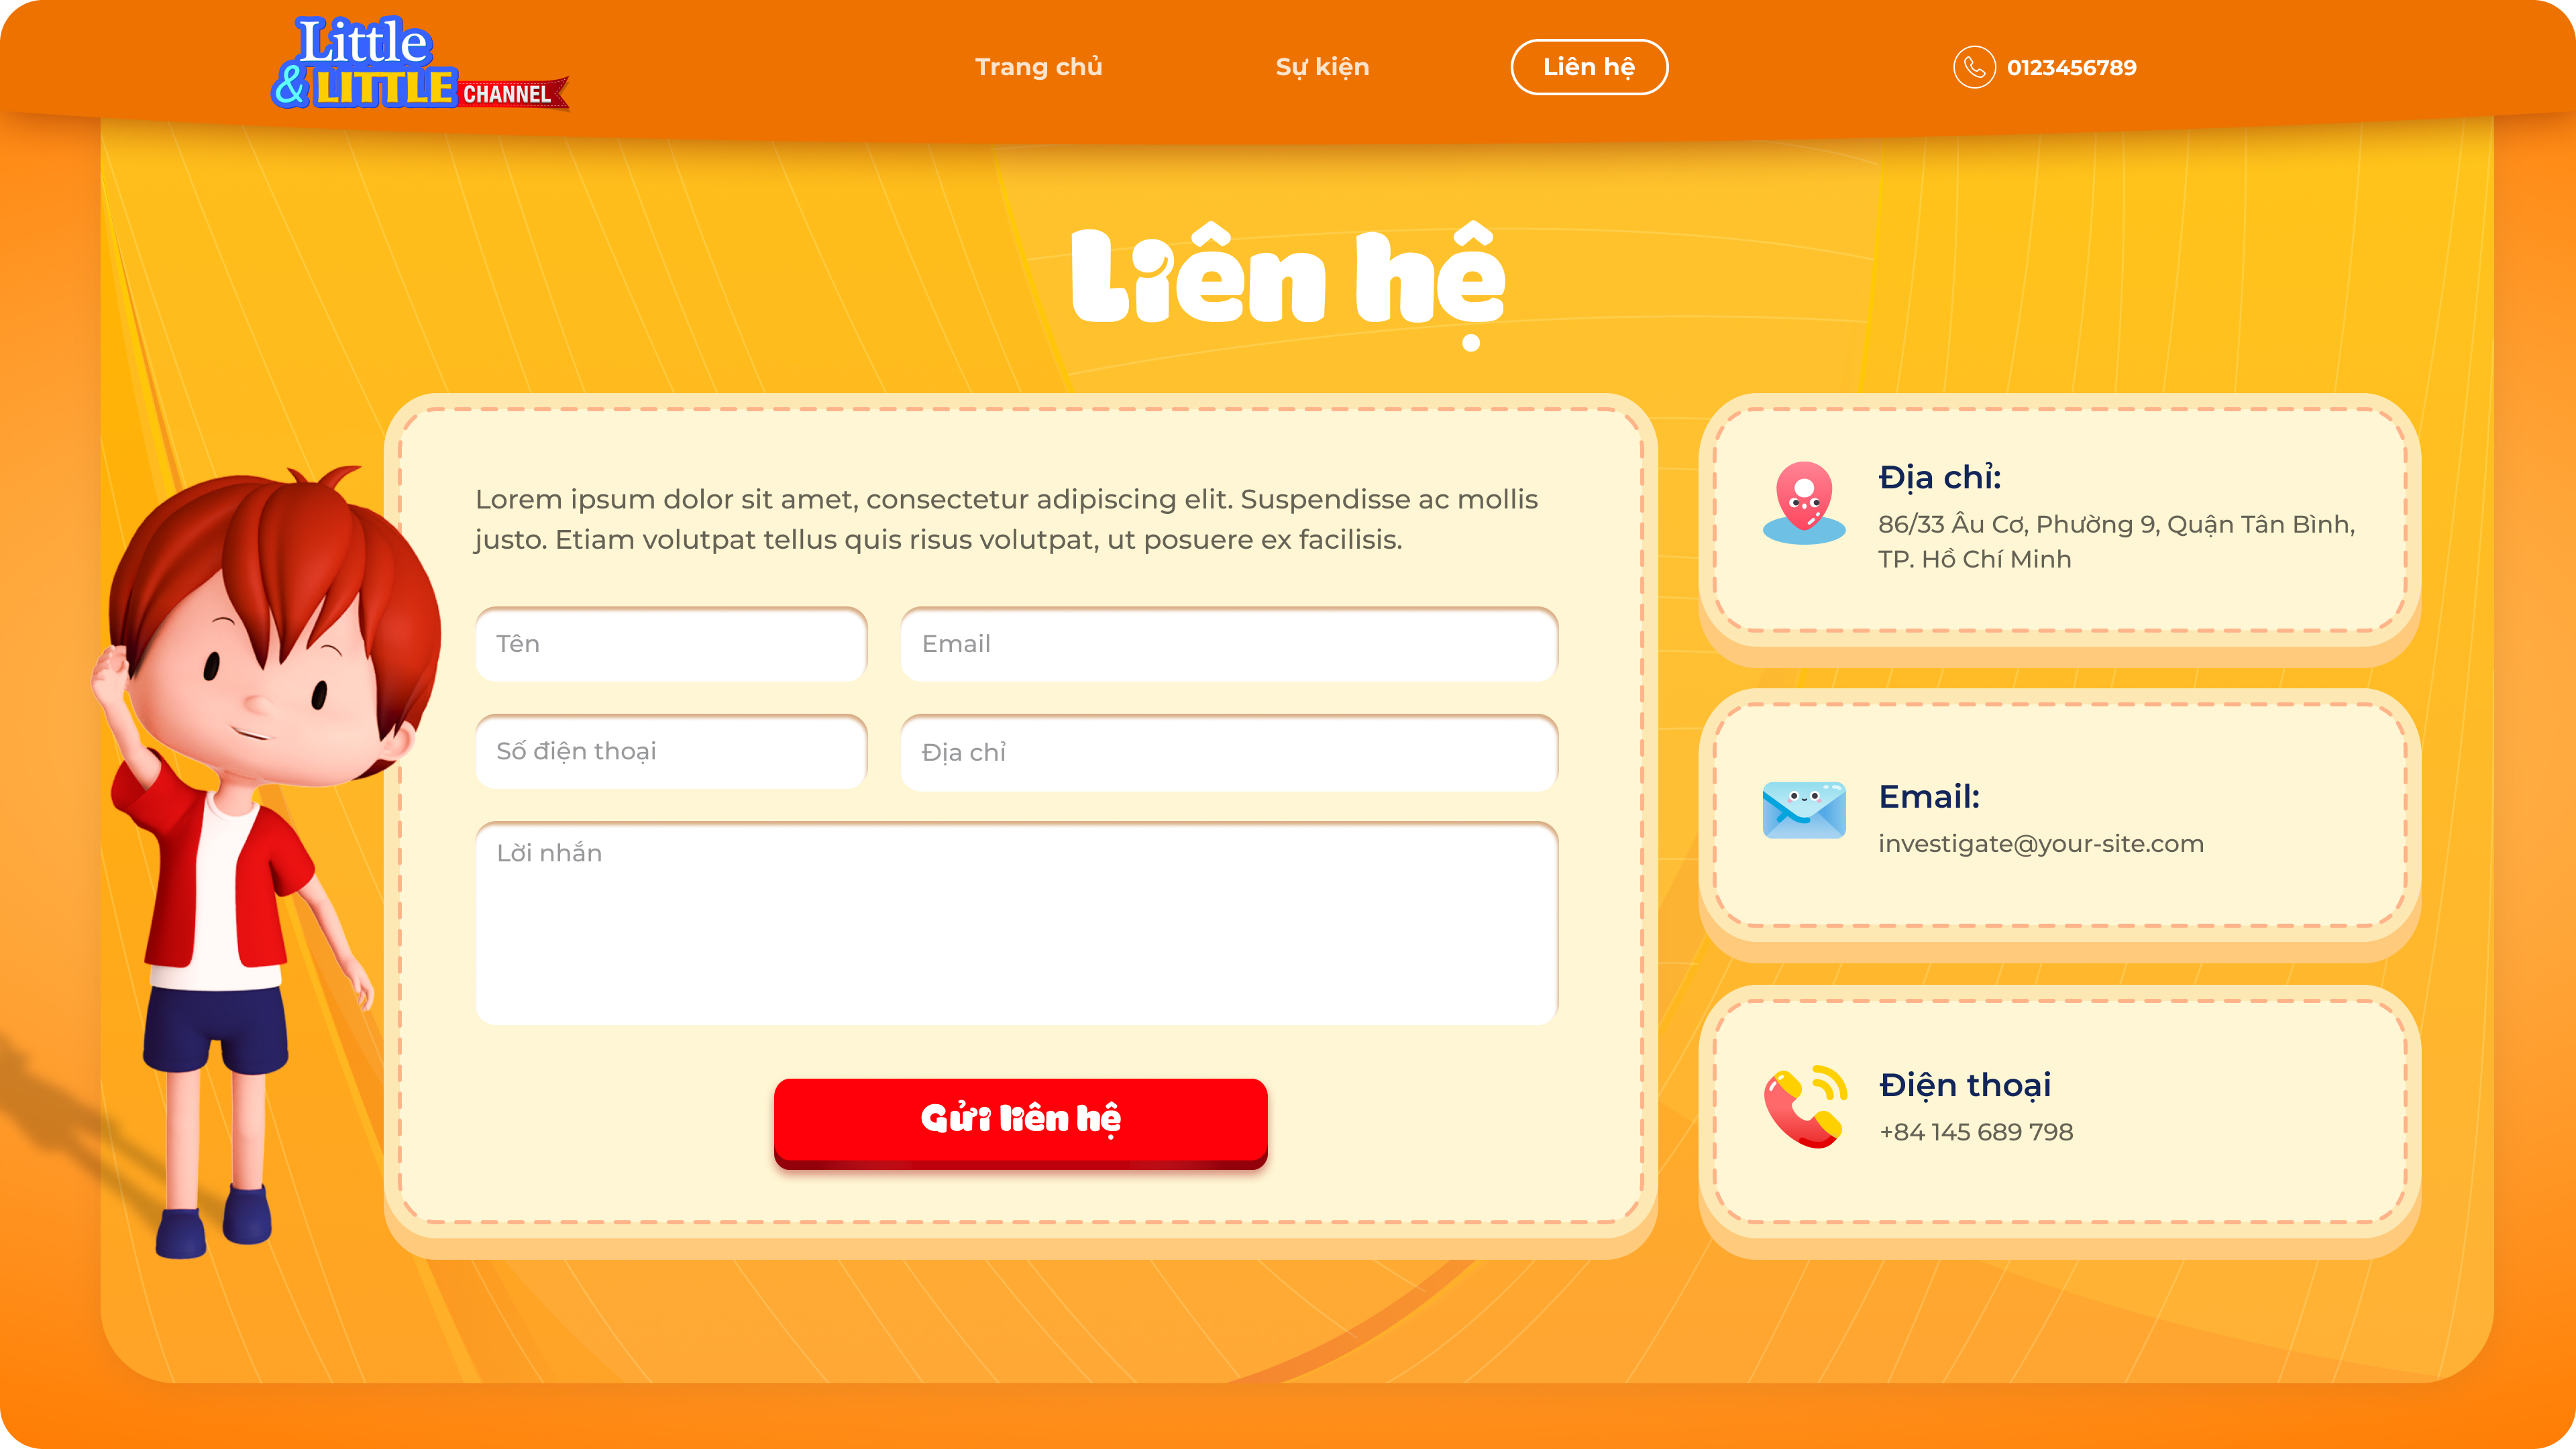 Little
& LITTLE CHANNEL
Trang chủ
Sự kiện
Liên hệ
0123456789
Liên hệ
Lorem ipsum dolor sit amet, consectetur adipiscing elit. Suspendisse ac mollis
justo. Etiam volutpat tellus quis risus volutpat, ut posuere ex facilisis.
Tên
Email
Số điện thoại
Địa chỉ
Lời nhắn
Gửi liên hệ
Địa chỉ:
86/33 Âu Cơ, Phường 9, Quận Tân Bình,
TP. Hồ Chí Minh
Email:
investigate@your-site.com
Điện thoại
+84 145 689 798